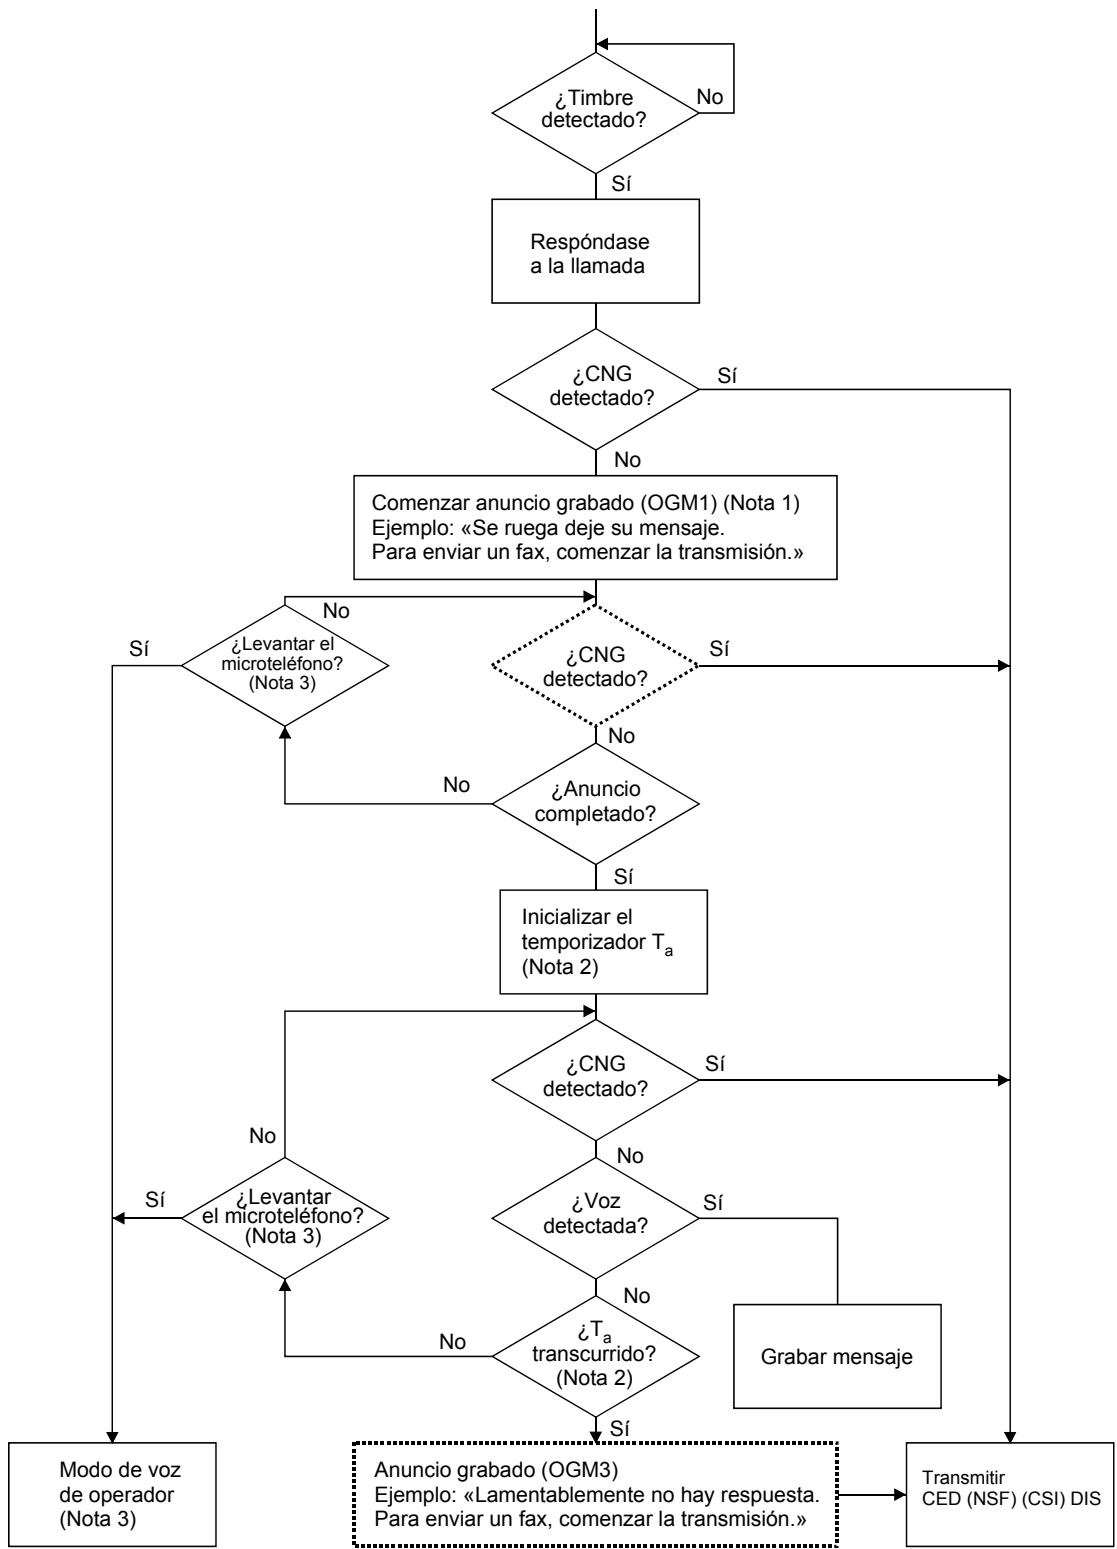 ¿Timbre
detectado?
No
Sí
Respóndase
a la llamada
¿CNG
detectado?
Sí
No
Comenzar anuncio grabado (OGM1) (Nota 1)
Ejemplo: «Se ruega deje su mensaje.
Para enviar un fax, comenzar la transmisión.»
No
Sí
¿Levantar el
microteléfono?
(Nota 3)
¿CNG
detectado?
Sí
No
No
¿Anuncio
completado?
Sí
Inicializar el
temporizador Ta
(Nota 2)
¿CNG
detectado?
Sí
No
No
Sí
¿Levantar
el microteléfono?
(Nota 3)
¿Voz
detectada?
Sí
No
No
¿Ta
transcurrido?
(Nota 2)
Grabar mensaje
Sí
Modo de voz
de operador
(Nota 3)
Anuncio grabado (OGM3)
Ejemplo: «Lamentablemente no hay respuesta.
Para enviar un fax, comenzar la transmisión.»
Transmitir
CED (NSF) (CSI) DIS